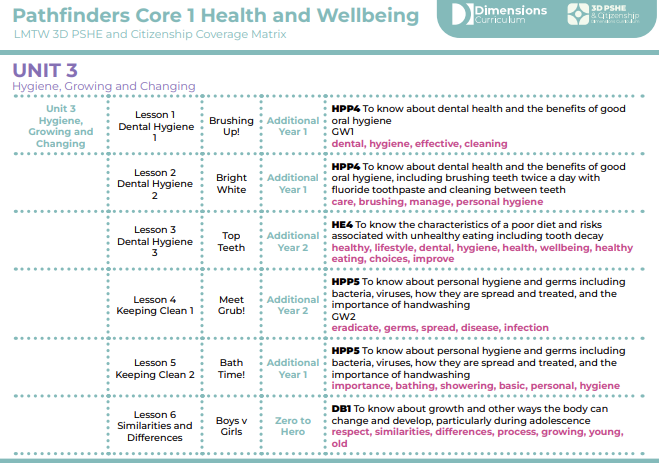 Pathfinders Core 1 Health and Wellbeing
LMTW 3D PSHE and Citizenship Coverage Matrix
Dimensions
Curriculum
3D PSHE
& Citizenship
UNIT 3
Hygiene, Growing and Changing
Unit 3
Hygiene,
Growing and
Changing
Lesson 1
Dental Hygiene
1
Brushing
Up!
Additional
Year 1
HPP4 To know about dental health and the benefits of good
oral hygiene
GW1
dental, hygiene, effective, cleaning
Lesson 2
Dental Hygiene
2
Bright
White
Additional
Year 1
HPP4 To know about dental health and the benefits of good
oral hygiene, including brushing teeth twice a day with
fluoride toothpaste and cleaning between teeth
care, brushing, manage, personal hygiene
Lesson 3
Dental Hygiene
3
Top
Teeth
Additional
Year 2
HE4 To know the characteristics of a poor diet and risks
associated with unhealthy eating including tooth decay
healthy, lifestyle, dental, hygiene, health, wellbeing, healthy
eating, choices, improve
Lesson 4
Keeping Clean 1
Meet
Grub!
Additional
Year 2
HPP5 To know about personal hygiene and germs including
bacteria, viruses, how they are spread and treated, and the
importance of handwashing
GW2
eradicate, germs, spread, disease, infection
Lesson 5
Keeping Clean 2
Bath
Time!
Additional
Year 1
HPP5 To know about personal hygiene and germs including
bacteria, viruses, how they are spread and treated, and the
importance of handwashing
importance, bathing, showering, basic, personal, hygiene
Lesson 6
Similarities and
Differences
Boys v
Girls
Zero to
Hero
DB1 To know about growth and other ways the body can
change and develop, particularly during adolescence
respect, similarities, differences, process, growing, young,
old